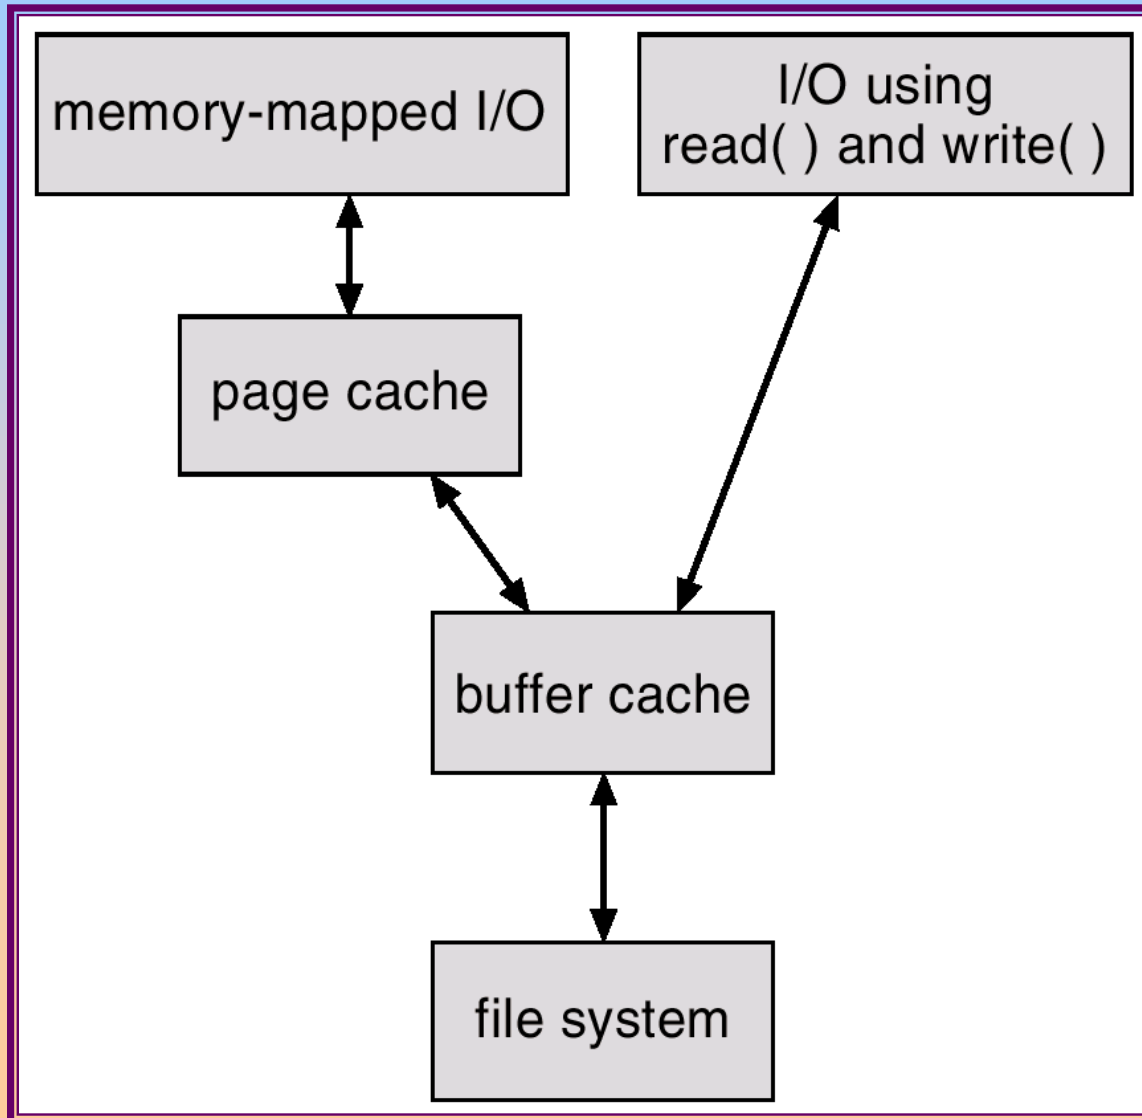 memory-mapped I/O
I/O using
read( ) and write( )
page cache
buffer cache
file system